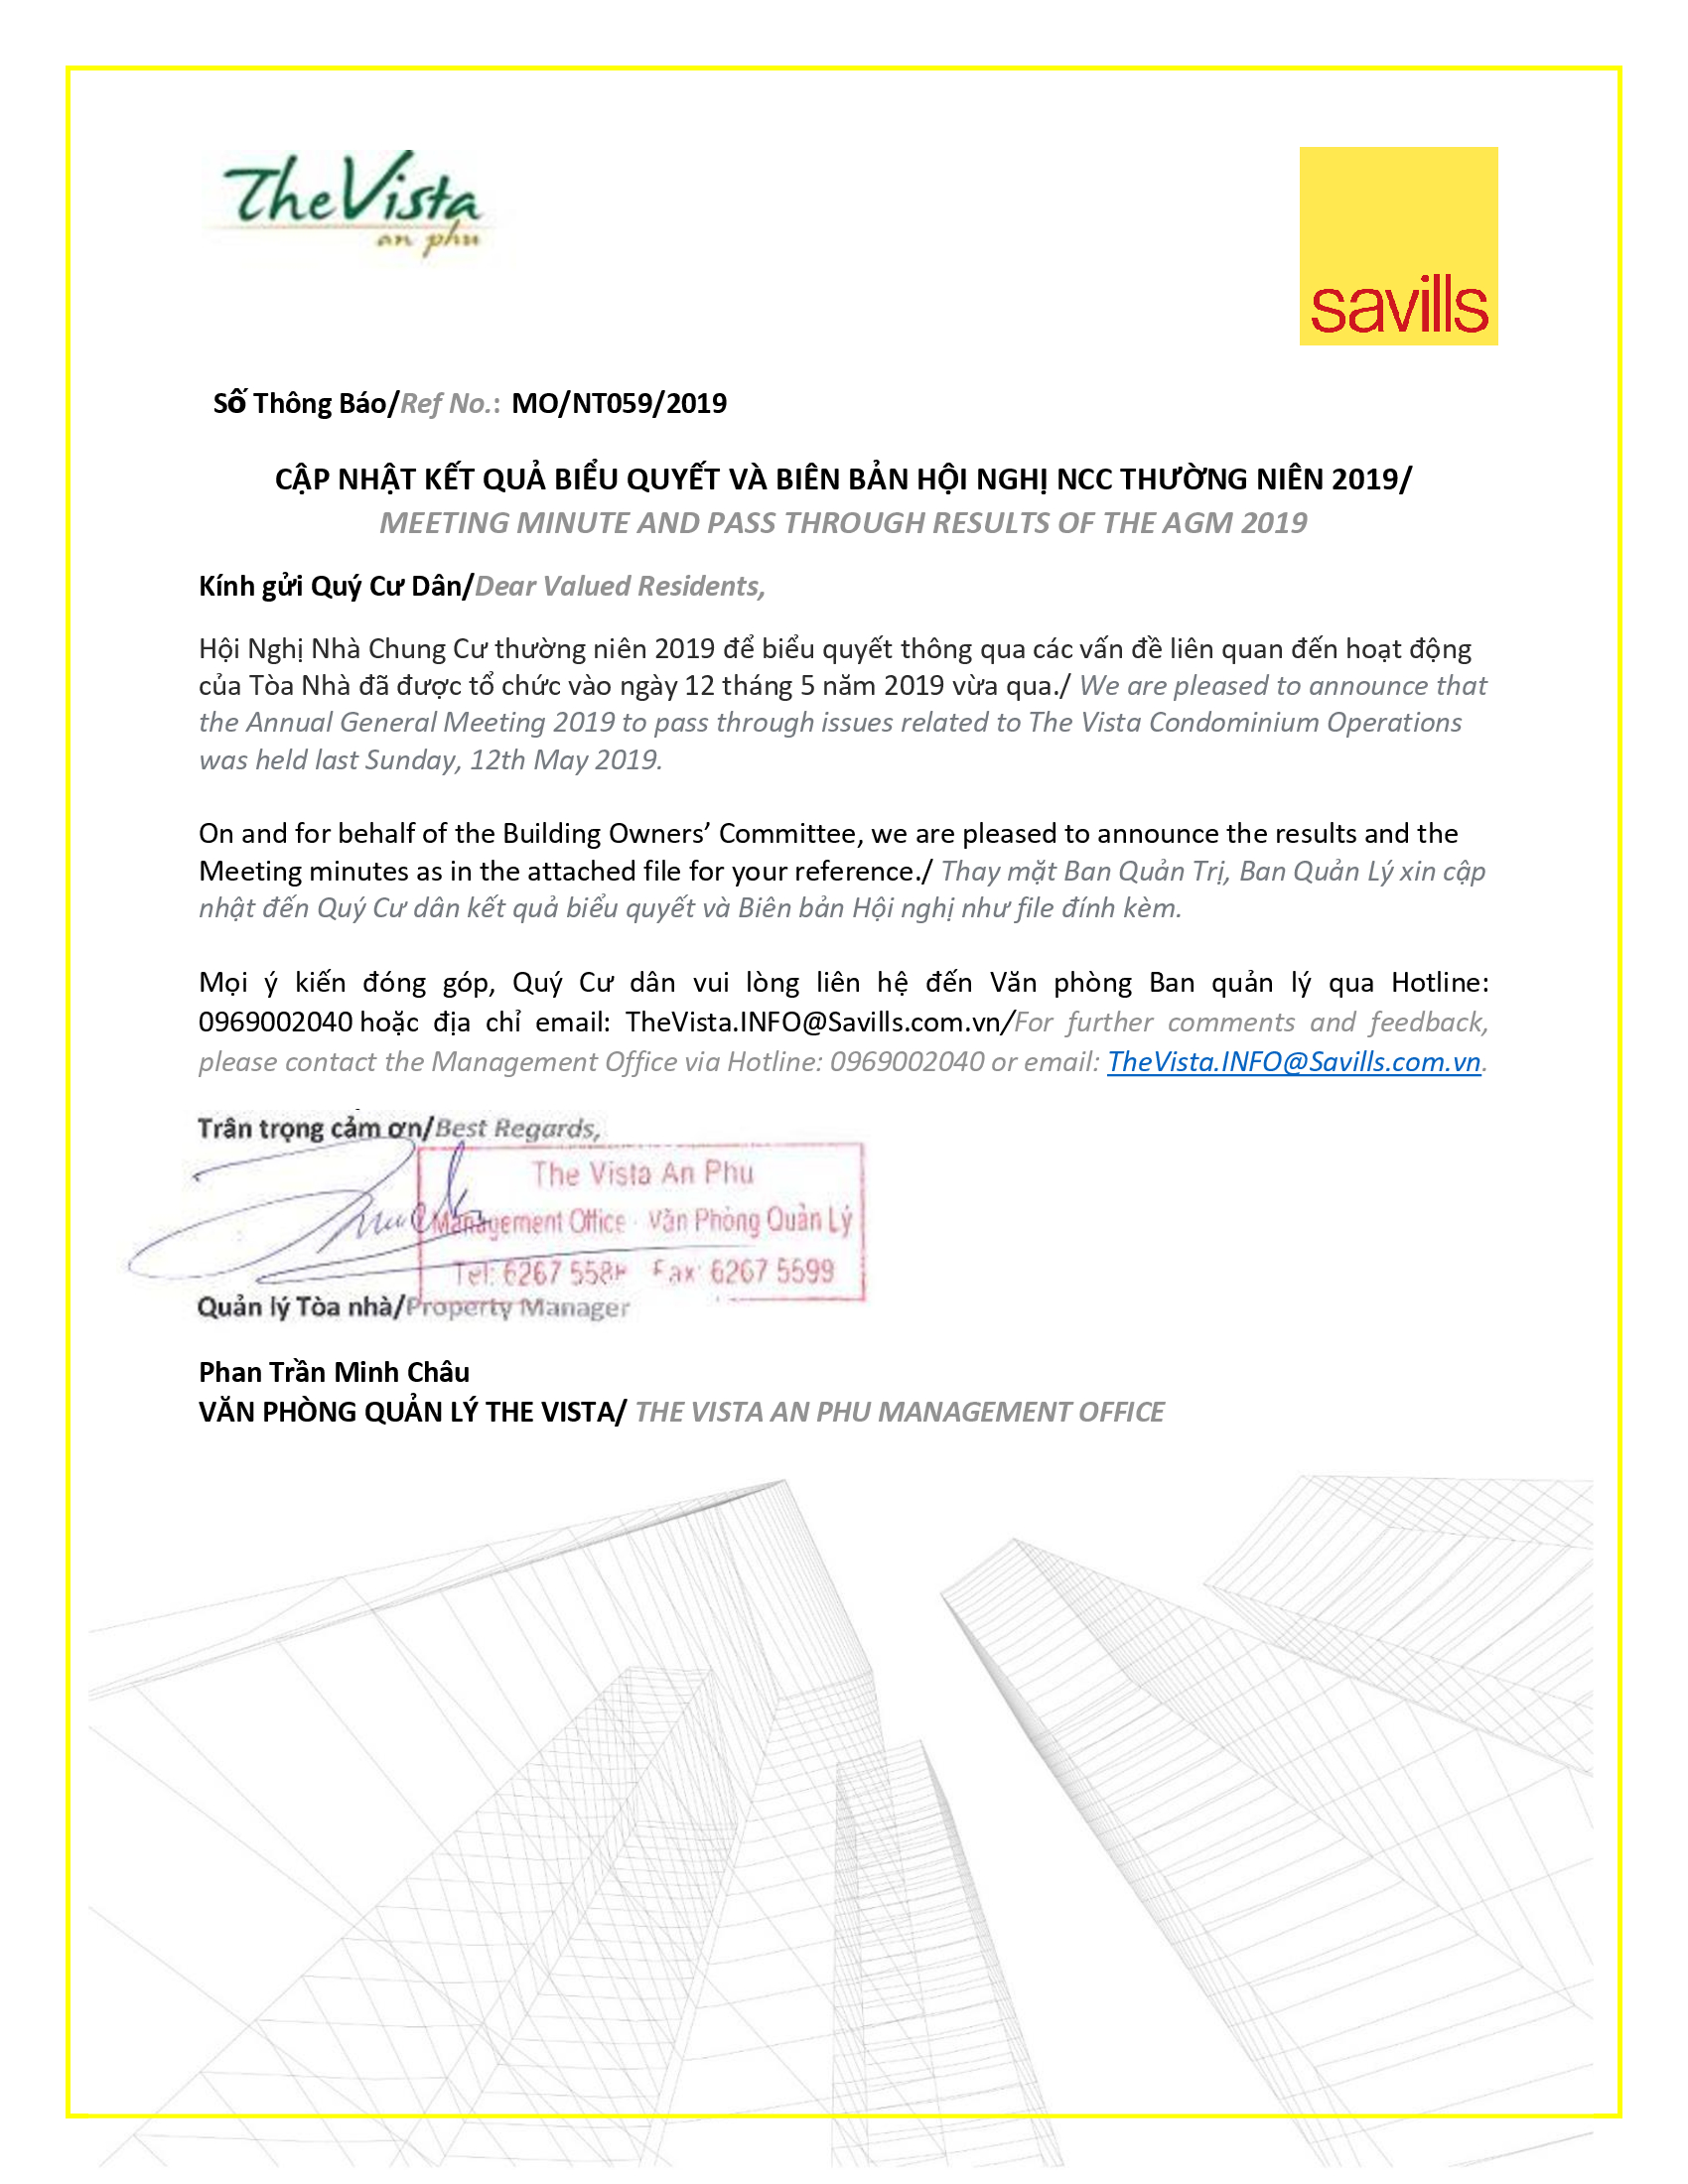 The Vista
an phu
savills
Số Thông Báo/Ref No.: MO/NT059/2019
CẬP NHẬT KẾT QUẢ BIỂU QUYẾT VÀ BIÊN BẢN HỘI NGHỊ NCC THƯỜNG NIÊN 2019/
MEETING MINUTE AND PASS THROUGH RESULTS OF THE AGM 2019
Kính gửi Quý Cư Dân/Dear Valued Residents,
Hội Nghị Nhà Chung Cư thường niên 2019 để biểu quyết thông qua các vấn đề liên quan đến hoạt động
của Tòa Nhà đã được tổ chức vào ngày 12 tháng 5 năm 2019 vừa qua./ We are pleased to announce that
the Annual General Meeting 2019 to pass through issues related to The Vista Condominium Operations
was held last Sunday, 12th May 2019.
On and for behalf of the Building Owners’ Committee, we are pleased to announce the results and the
Meeting minutes as in the attached file for your reference./ Thay mặt Ban Quản Trị, Ban Quản Lý xin cập
nhật đến Quý Cư dân kết quả biểu quyết và Biên bản Hội nghị như file đính kèm.
Mọi ý kiến đóng góp, Quý Cư dân vui lòng liên hệ đến Văn phòng Ban quản lý qua Hotline:
0969002040 hoặc địa chỉ email: TheVista.INFO@Savills.com.vn/For further comments and feedback,
please contact the Management Office via Hotline: 0969002040 or email: TheVista.INFO@Savills.com.vn.
Trân trọng cảm ơn/Best Regards,
The Vista An Phu
Management Office - Văn Phòng Quản Lý
Tel: 6267 Fax: 6267 5599
Quản lý Tòa nhà/Property Manager
Phan Trần Minh Châu
VĂN PHÒNG QUẢN LÝ THE VISTA/ THE VISTA AN PHU MANAGEMENT OFFICE